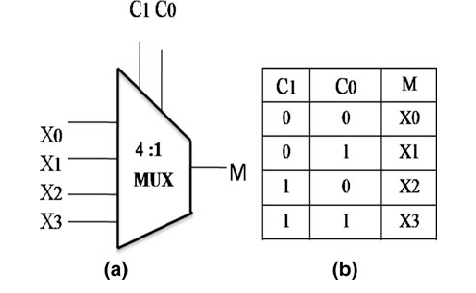 C1 C0
X0
X1
X2
X3
4 :1
MUX
M
C1 C0 M
0 0 X0
0 1 X1
1 0 X2
1 1 X3
(a) (b)